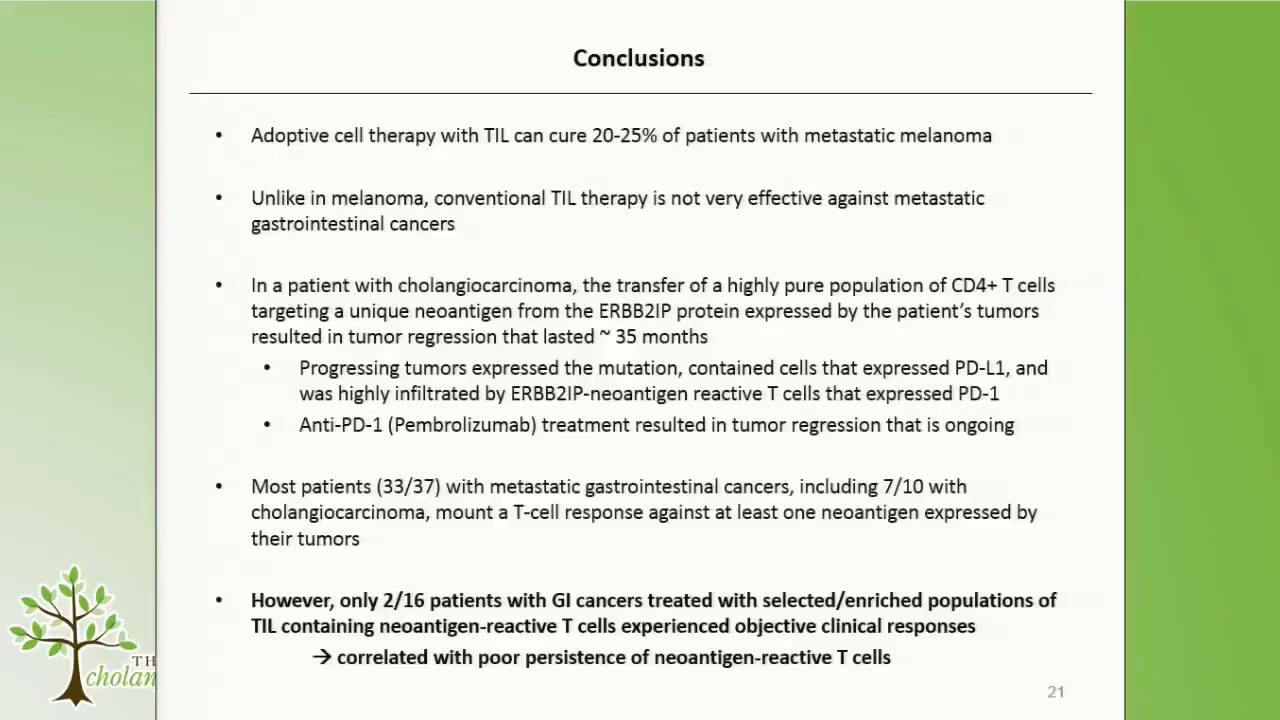 Conclusions
• Adoptive cell therapy with TIL can cure 20-25% of patients with metastatic melanoma
• Unlike in melanoma, conventional TIL therapy is not very effective against metastatic
gastrointestinal cancers
• In a patient with cholangiocarcinoma, the transfer of a highly pure population of CD4+ T cells
targeting a unique neoantigen from the ERBB2IP protein expressed by the patient’s tumors
resulted in tumor regression that lasted ~ 35 months
• Progressing tumors expressed the mutation, contained cells that expressed PD-L1, and
was highly infiltrated by ERBB2IP-neoantigen reactive T cells that expressed PD-1
• Anti-PD-1 (Pembrolizumab) treatment resulted in tumor regression that is ongoing
• Most patients (33/37) with metastatic gastrointestinal cancers, including 7/10 with
cholangiocarcinoma, mount a T-cell response against at least one neoantigen expressed by
their tumors
• However, only 2/16 patients with GI cancers treated with selected/enriched populations of
TIL containing neoantigen-reactive T cells experienced objective clinical responses
→ correlated with poor persistence of neoantigen-reactive T cells
21
TH
cholan